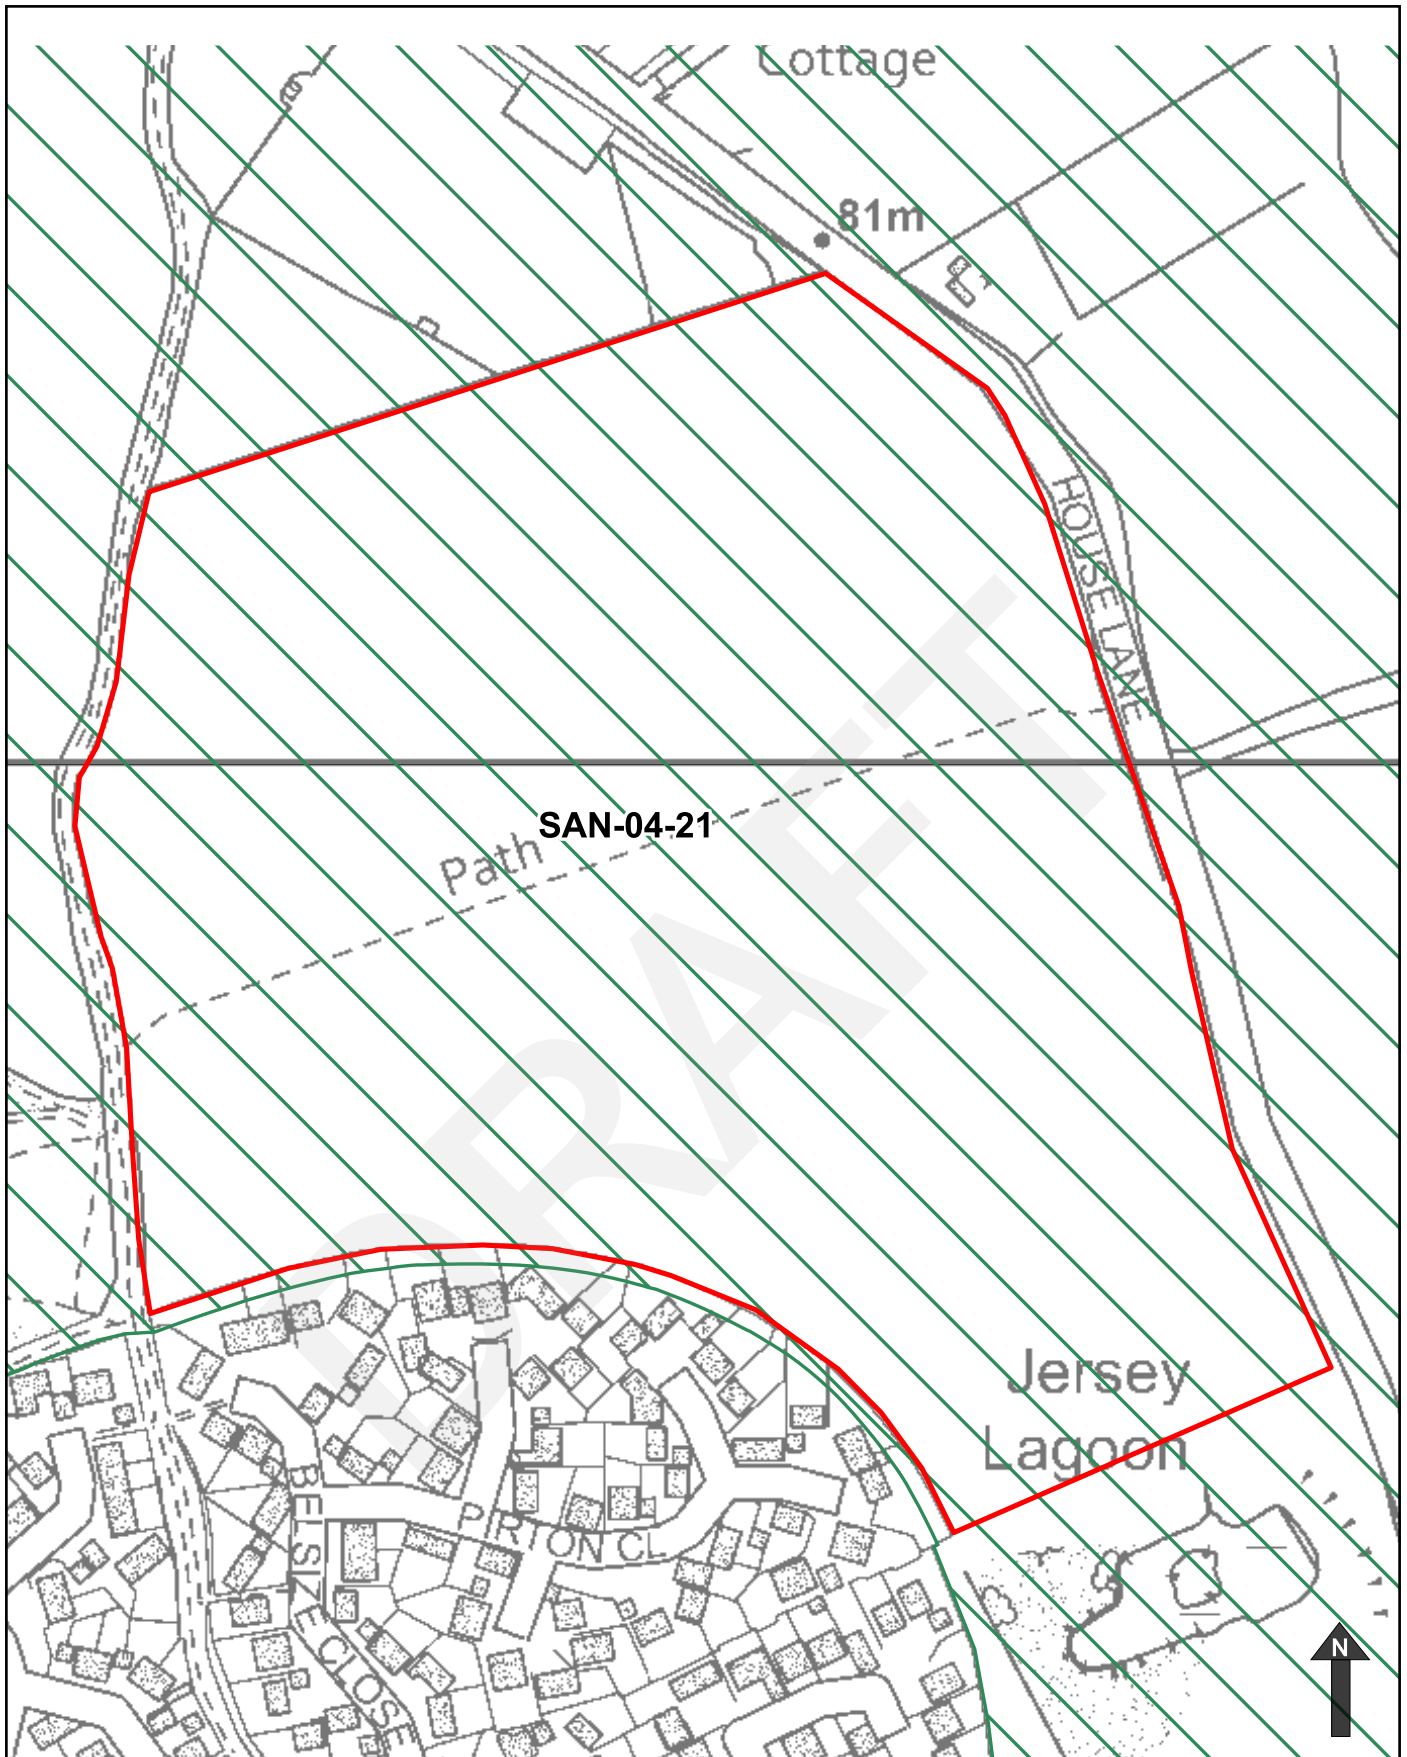 Cottage
81m
HOUSE LANE
SAN-04-21
Path
DRAFT
Jersey
Lagoon
PIRTON CL
BELSIZE CLOSE
N